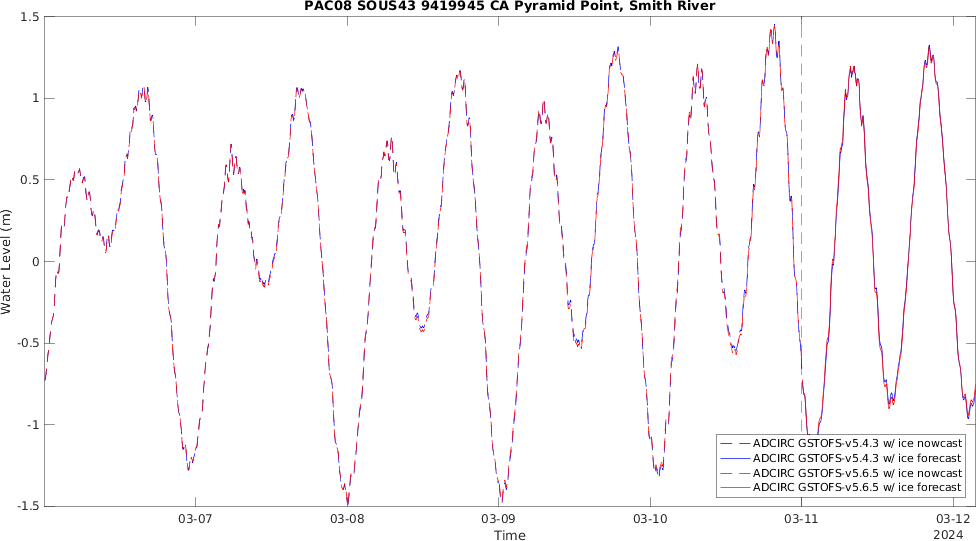 PAC08 SOUS43 9419945 CA Pyramid Point, Smith River
1.5
1
0.5
0
-0.5
-1
-1.5
Water Level (m)
03-07
03-08
03-09
03-10
03-11
03-12
2024
Time
ADCIRC GSTOFS-v5.4.3 w/ ice nowcast
ADCIRC GSTOFS-v5.4.3 w/ ice forecast
ADCIRC GSTOFS-v5.6.5 w/ ice nowcast
ADCIRC GSTOFS-v5.6.5 w/ ice forecast